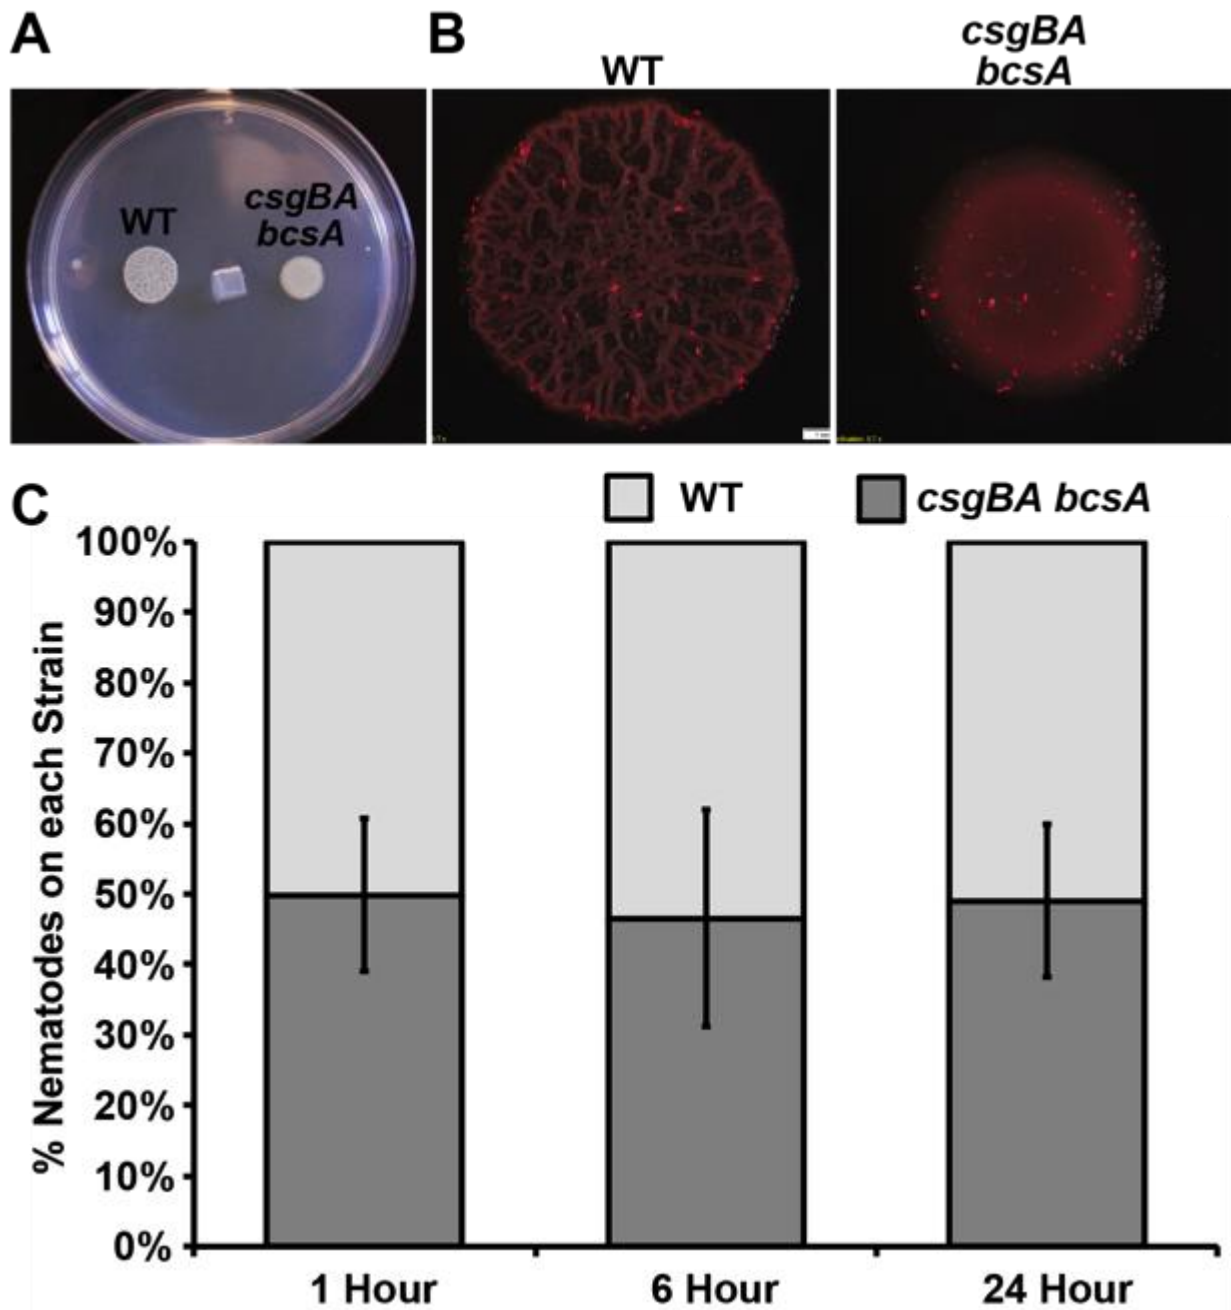 A
B
WT
csgBA
bcsA
WT
csgBA
bcsA
C
WT
csgBA bcsA
100%
90%
80%
70%
60%
50%
40%
30%
20%
10%
0%
% Nematodes on each Strain
1 Hour
6 Hour
24 Hour